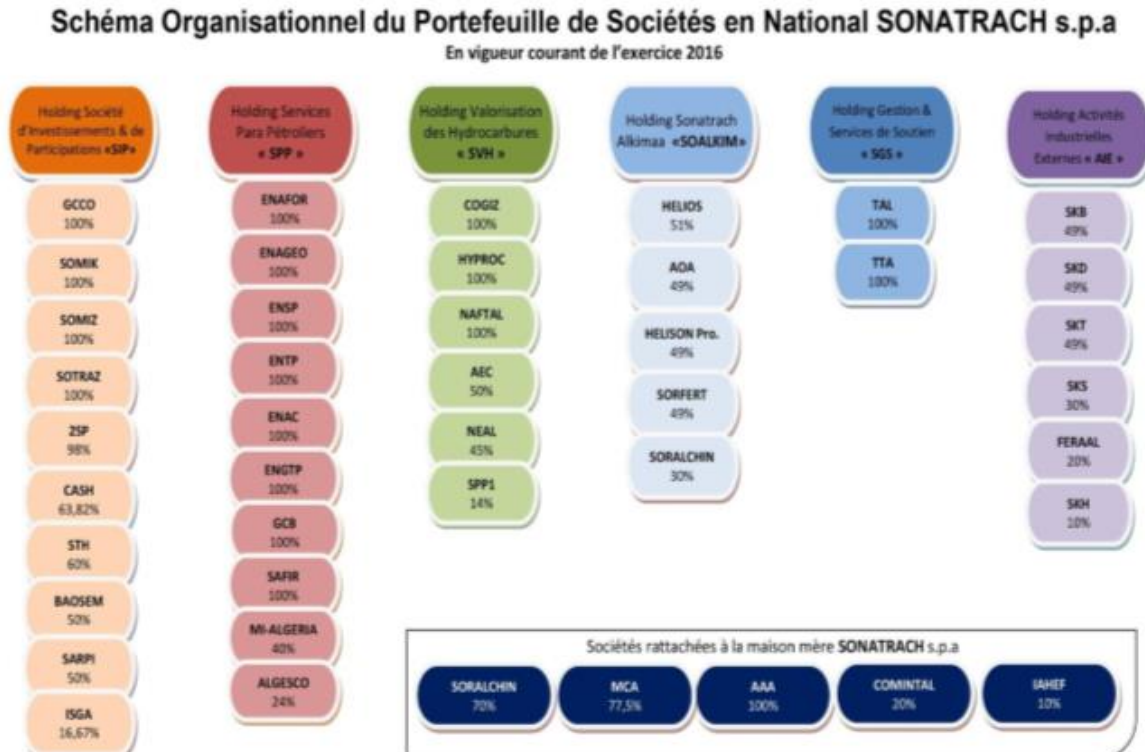 Schéma Organisationnel du Portefeuille de Sociétés en National SONATRACH s.p.a
En vigueur courant de l'exercice 2016
Holding Société
d'Investissements & de
Participations «SIP»
GCCO
100%
SOMIK
100%
SOMIZ
100%
SOTRAZ
100%
2SP
98%
CASH
63,82%
STH
60%
BAOSEM
50%
SARPI
50%
ISGA
16,67%
Holding Services
Para Pétroliers
« SPP »
ENAFOR
100%
ENAGEO
100%
ENSP
100%
ENTP
100%
ENAC
100%
ENGTP
100%
GCB
100%
SAFIR
100%
MI-ALGERIA
40%
ALGESCO
24%
Holding Valorisation
des Hydrocarbures
« SVH »
COGIZ
100%
HYPROC
100%
NAFTAL
100%
AEC
50%
NEAL
45%
SPP1
14%
Holding Sonatrach
Alkimaa «SOALKIM»
HELIOS
51%
AOA
49%
HELISON Pro.
49%
SORFERT
49%
SORALCHIN
30%
Holding Gestion &
Services de Soutien
« SGS »
TAL
100%
TTA
100%
Holding Activités
Industrielles
Externes « AIE »
SKB
49%
SKD
49%
SKT
49%
SKS
30%
FERAAL
20%
SKH
10%
Sociétés rattachées à la maison mère SONATRACH s.p.a
SORALCHIN
70%
MCA
77,5%
AAA
100%
COMINTAL
20%
IAHEF
10%